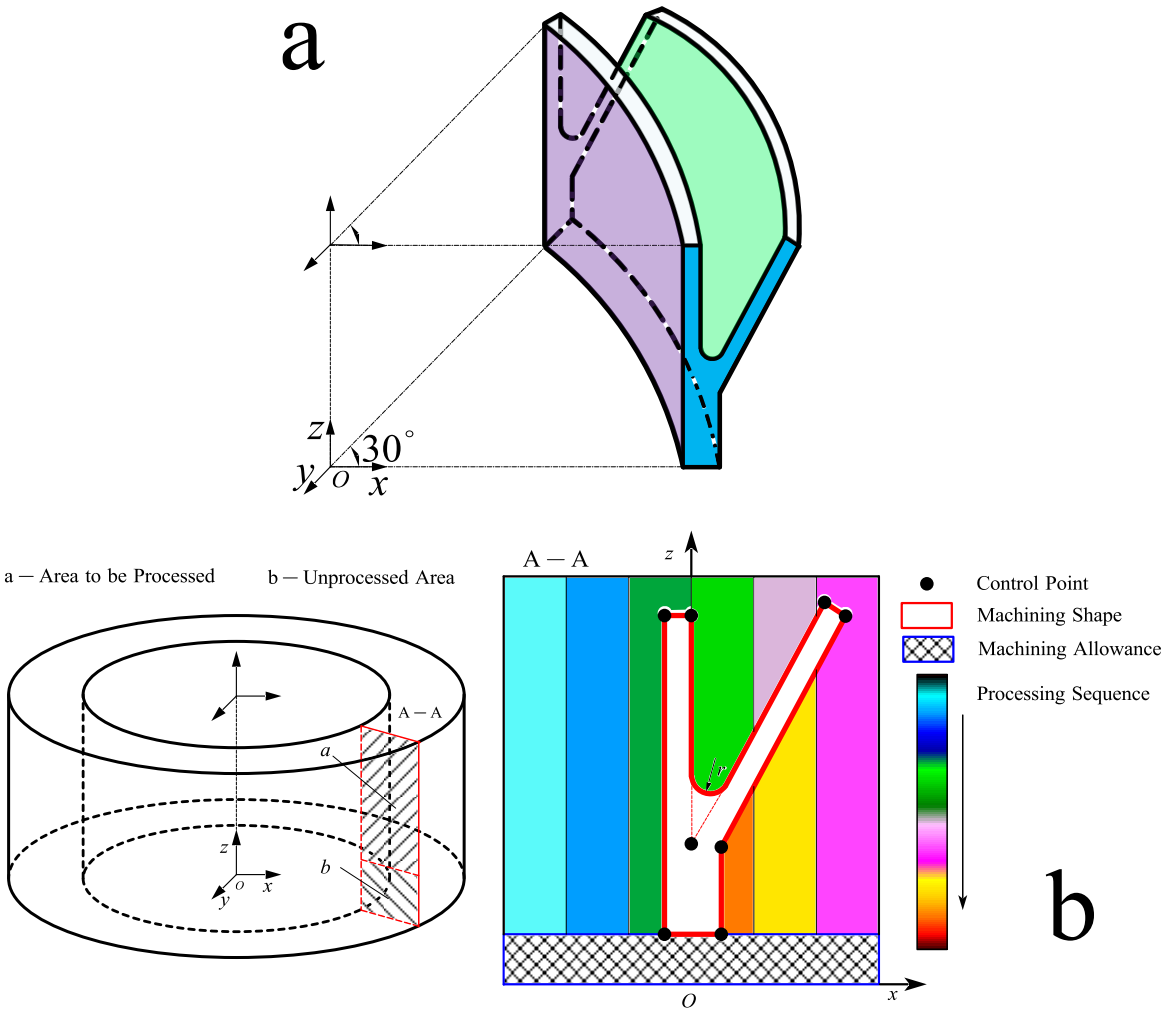 a
z
30°
y
O
x
a — Area to be Processed
b — Unprocessed Area
A — A
a
z
b
o
x
y
A — A
z
r
O
x
Control Point
Machining Shape
Machining Allowance
Processing Sequence
b